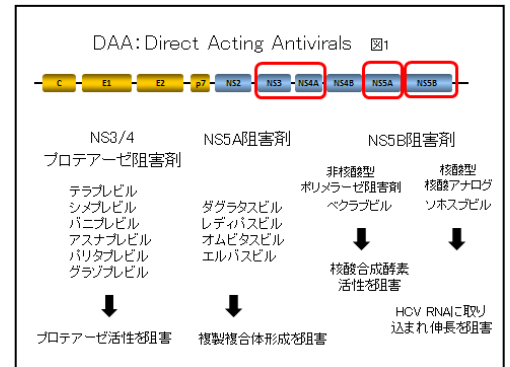 DAA：Direct Acting Antivirals 図1
C E1 E2 p7 NS2 NS3 NS4A NS4B NS5A NS5B
NS3/4
プロテアーゼ阻害剤
テラプレビル
シメプレビル
バニプレビル
アスナプレビル
パリタプレビル
グラゾプレビル
プロテアーゼ活性を阻害
NS5A阻害剤
ダグラタスビル
レディパスビル
オムビタスビル
エルバスビル
複製複合体形成を阻害
NS5B阻害剤
非核酸型
ポリメラーゼ阻害剤
ベクラブビル
核酸合成酵素
活性を阻害
核酸型
核酸アナログ
ソホスブビル
HCV RNAに取り
込まれ伸長を阻害